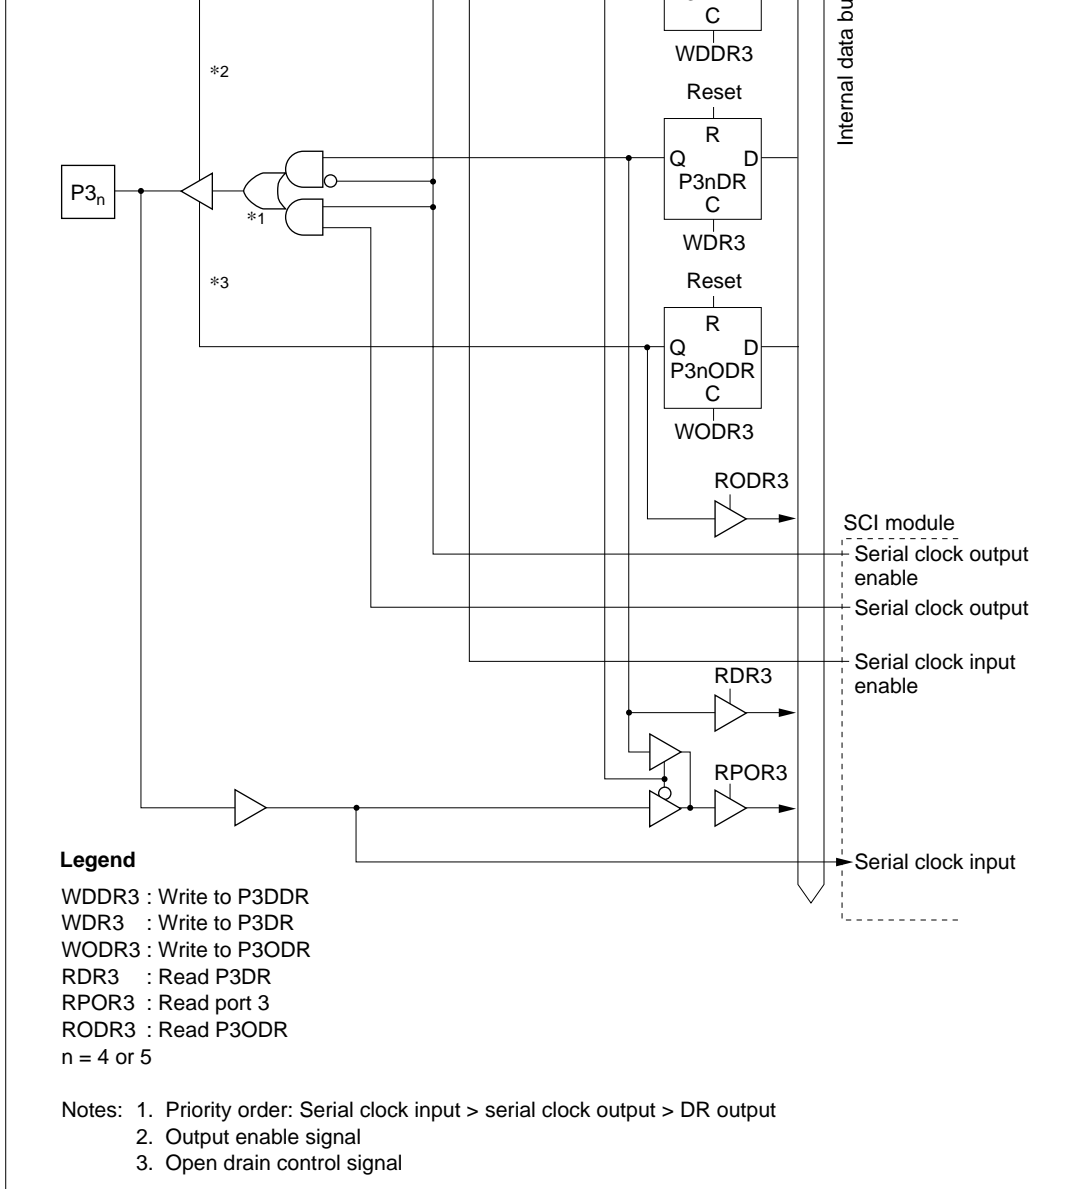 C
WDDR3
Internal data bu
*2
Reset
R
Q D
P3nDR
C
WDR3
P3n
*1
*3
Reset
R
Q D
P3nODR
C
WODR3
RODR3
SCI module
Serial clock output
enable
Serial clock output
Serial clock input
enable
RDR3
RPOR3
Serial clock input
Legend
WDDR3 : Write to P3DDR
WDR3 : Write to P3DR
WODR3 : Write to P3ODR
RDR3 : Read P3DR
RPOR3 : Read port 3
RODR3 : Read P3ODR
n = 4 or 5
Notes: 1. Priority order: Serial clock input > serial clock output > DR output
2. Output enable signal
3. Open drain control signal